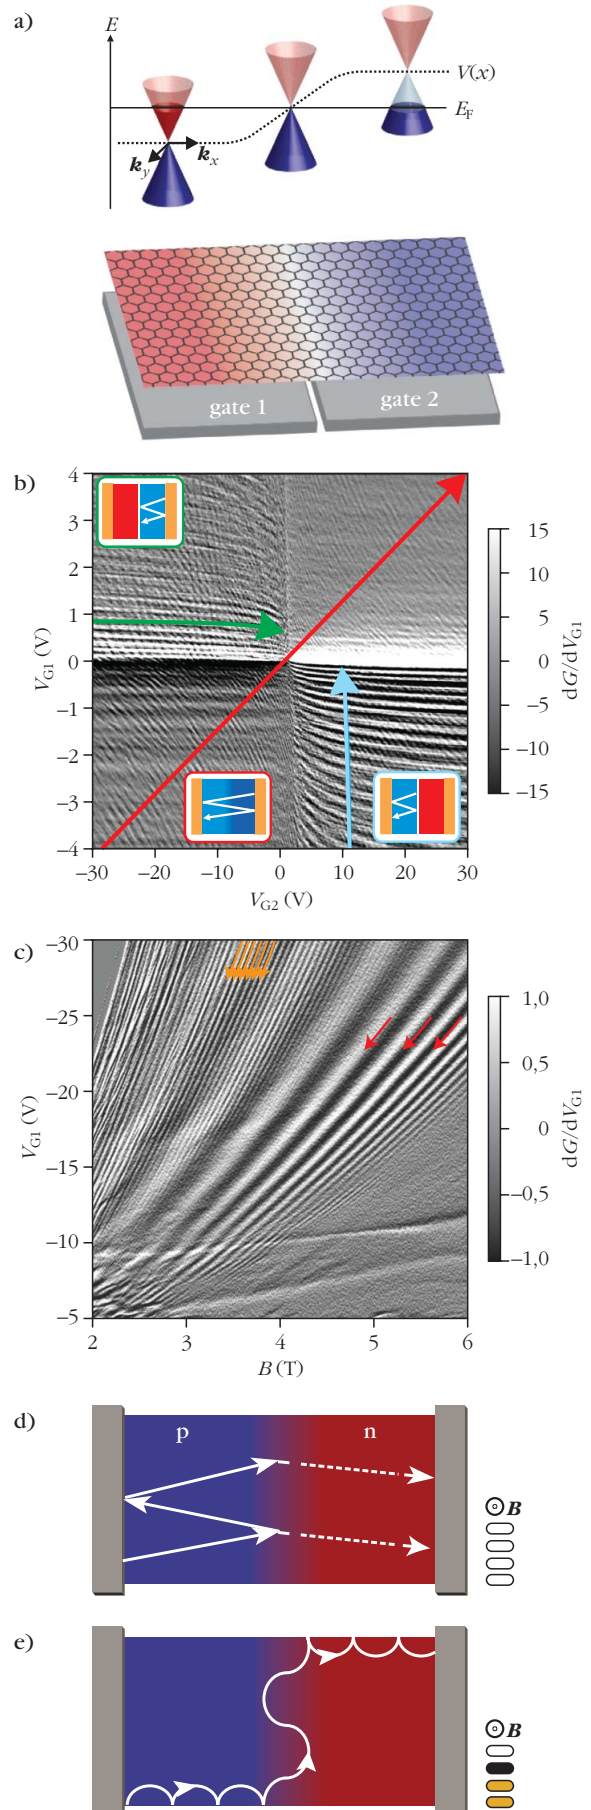 a)
E
V(x)
E_F
k_y
k_x
gate 1
gate 2
b)
4
3
2
1
0
−1
−2
−3
−4
V_G1 (V)
−30
−20
−10
0
10
20
30
V_G2 (V)
15
10
5
0
−5
−10
−15
dG/dV_G1
c)
−30
−25
−20
−15
−10
−5
V_G1 (V)
2
3
4
5
6
B (T)
1,0
0,5
0
−0,5
−1,0
dG/dV_G1
d)
p
n
B
e)
B